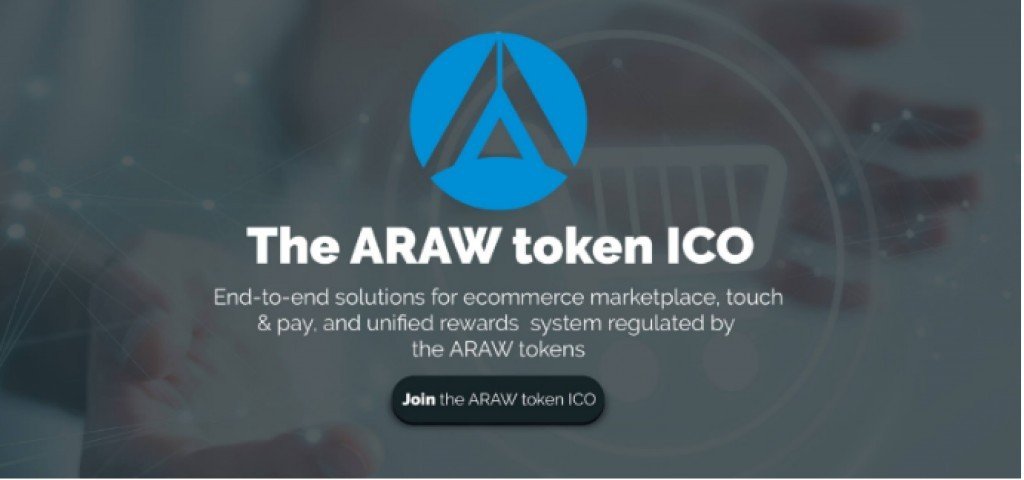 The ARAW token ICO
End-to-end solutions for ecommerce marketplace, touch
& pay, and unified rewards system regulated by
the ARAW tokens
Join the ARAW token ICO